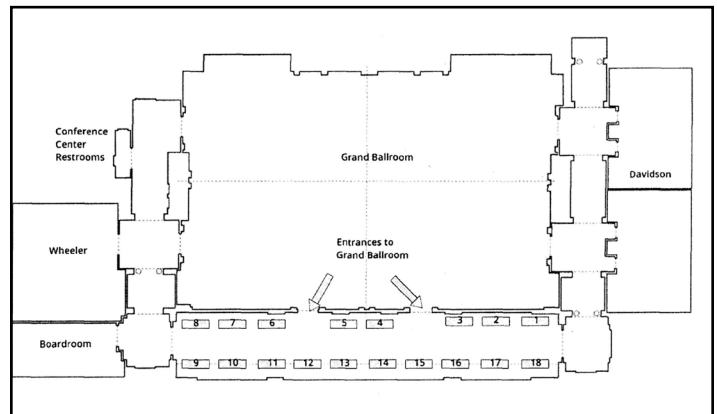 Conference
Center
Restrooms
Grand Ballroom
Davidson
Wheeler
Entrances to
Grand Ballroom
Boardroom
8 7 6 5 4 3 2 1
9 10 11 12 13 14 15 16 17 18